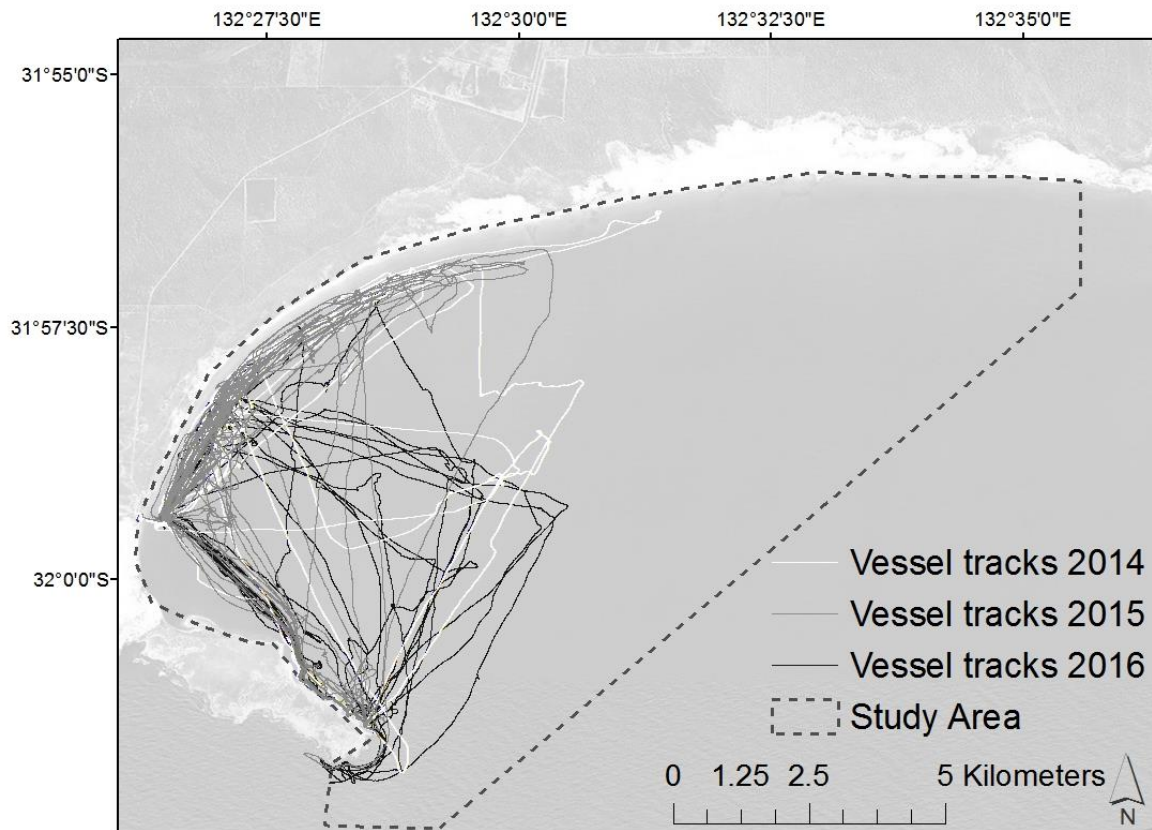 132°27'30"E 132°30'0"E 132°32'30"E 132°35'0"E
31°55'0"S
31°57'30"S
32°0'0"S
Vessel tracks 2014
Vessel tracks 2015
Vessel tracks 2016
Study Area
0 1.25 2.5 5 Kilometers
N